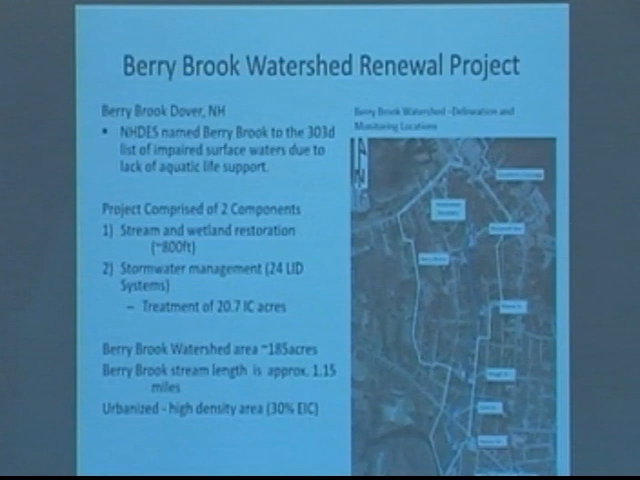 Berry Brook Watershed Renewal Project
Berry Brook Dover, NH
• NHDES named Berry Brook to the 303d
list of impaired surface waters due to
lack of aquatic life support.
Project Comprised of 2 Components
1) Stream and wetland restoration
(~800ft)
2) Stormwater management (24 LID
Systems)
– Treatment of 20.7 IC acres
Berry Brook Watershed area ~185acres
Berry Brook stream length is approx. 1.15
miles
Urbanized - high density area (30% EIC)
Berry Brook Watershed -Delineation and
Monitoring Locations